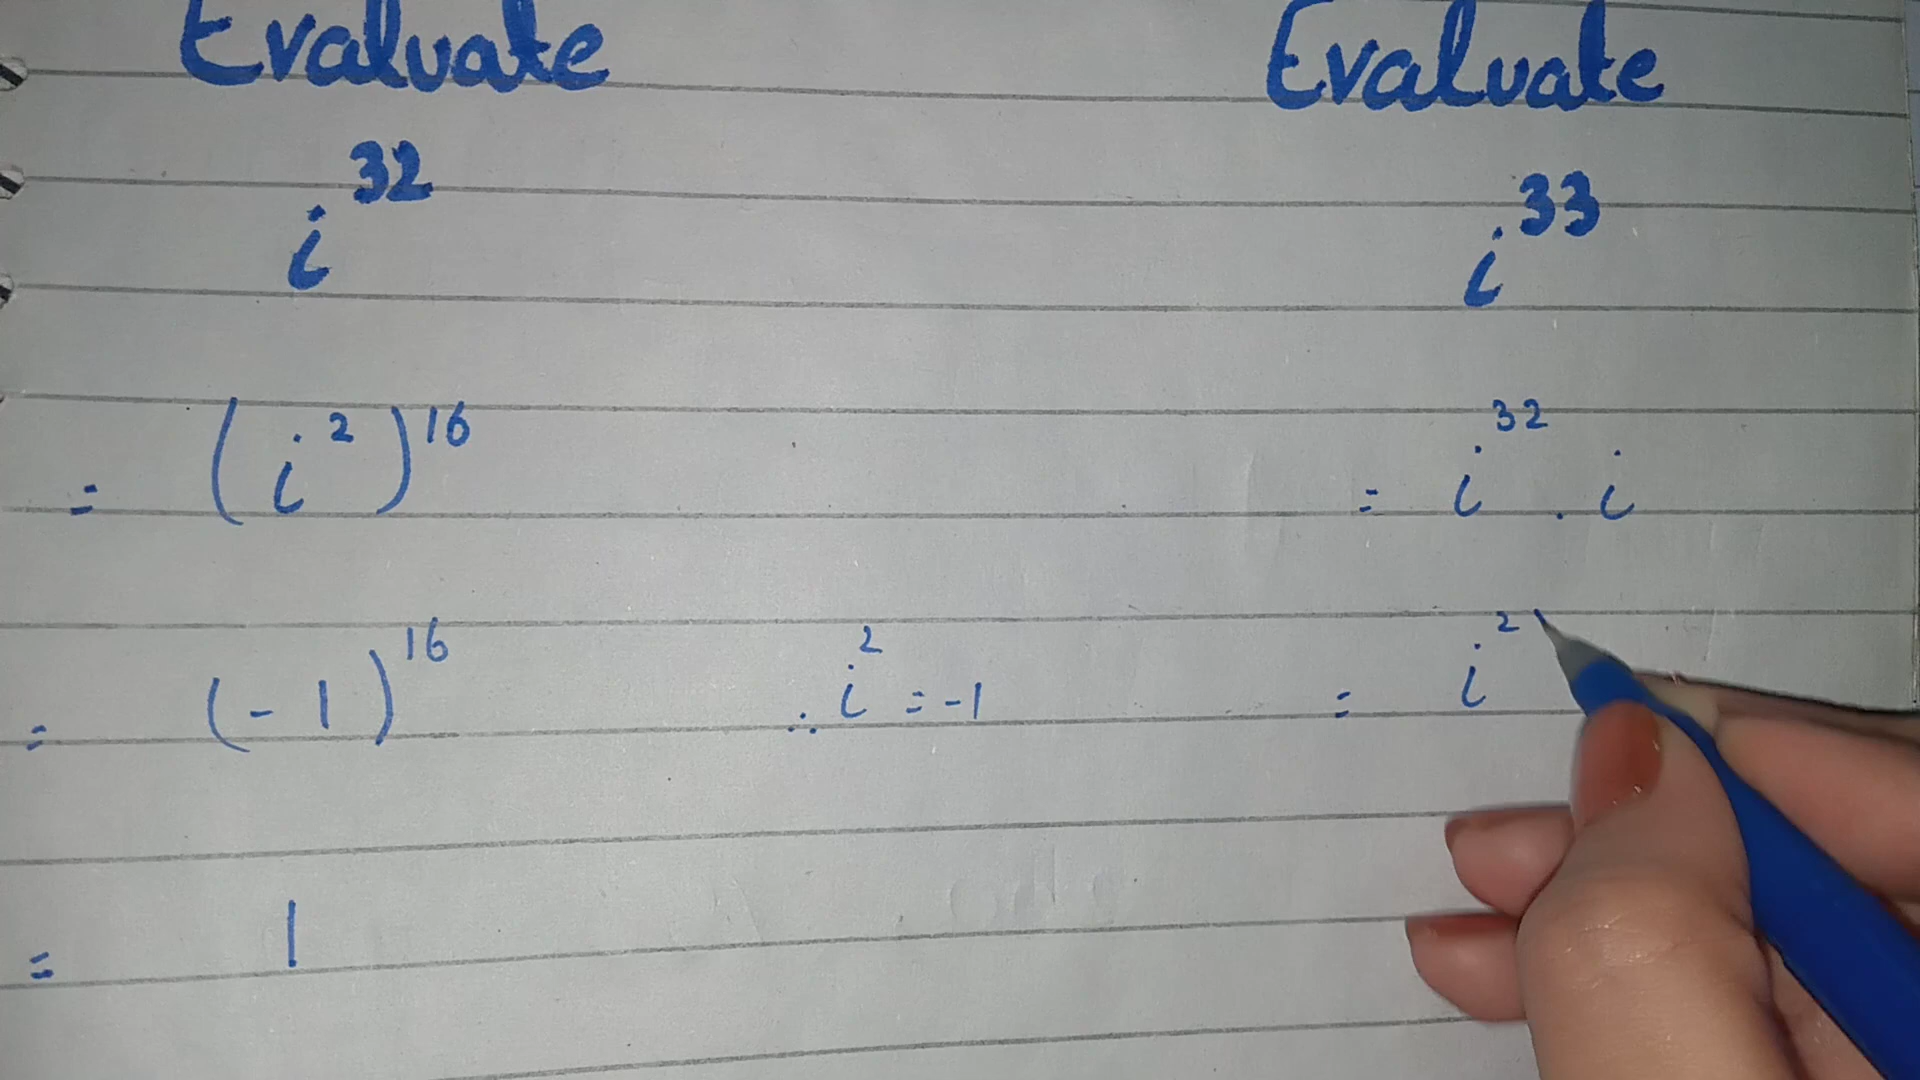 Evaluate
i^32
= (i^2)^16
= (-1)^16 ∴ i^2 = -1
= 1
Evaluate
i^33
= i^32 . i
= i^2